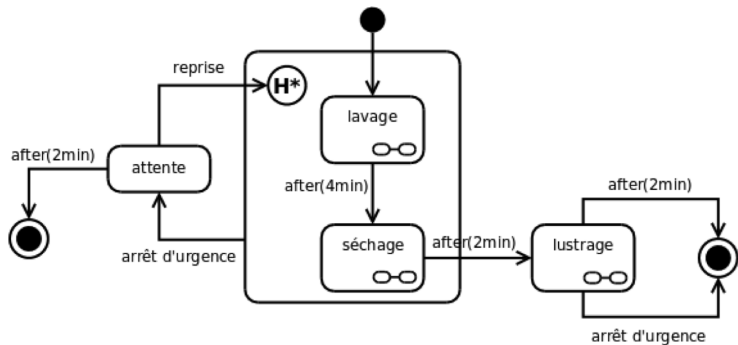 reprise
H*
lavage
after(2min)
attente
after(4min)
arrêt d'urgence
séchage
after(2min)
lustrage
after(2min)
arrêt d'urgence